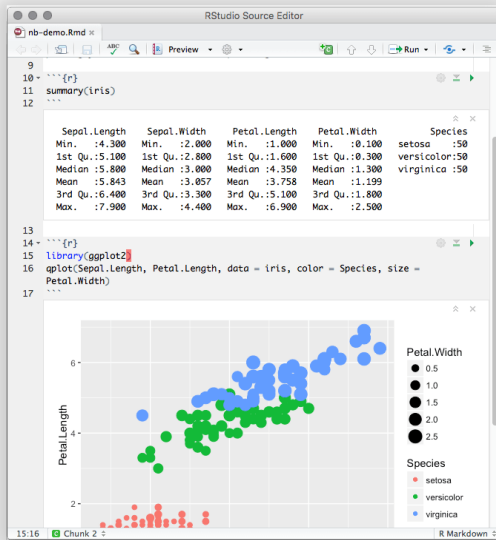 RStudio Source Editor
nb-demo.Rmd ×
ABC Preview Run
9
10 ```{r}
11 summary(iris)
12 ```
Sepal.Length Sepal.Width Petal.Length Petal.Width Species
Min. :4.300 Min. :2.000 Min. :1.000 Min. :0.100 setosa :50
1st Qu.:5.100 1st Qu.:2.800 1st Qu.:1.600 1st Qu.:0.300 versicolor:50
Median :5.800 Median :3.000 Median :4.350 Median :1.300 virginica :50
Mean :5.843 Mean :3.057 Mean :3.758 Mean :1.199
3rd Qu.:6.400 3rd Qu.:3.300 3rd Qu.:5.100 3rd Qu.:1.800
Max. :7.900 Max. :4.400 Max. :6.900 Max. :2.500
13
14 ```{r}
15 library(ggplot2)
16 qplot(Sepal.Length, Petal.Length, data = iris, color = Species, size =
Petal.Width)
17 ```
6
4
2
Petal.Length
Petal.Width
0.5
1.0
1.5
2.0
2.5
Species
setosa
versicolor
virginica
15:16 C Chunk 2 R Markdown